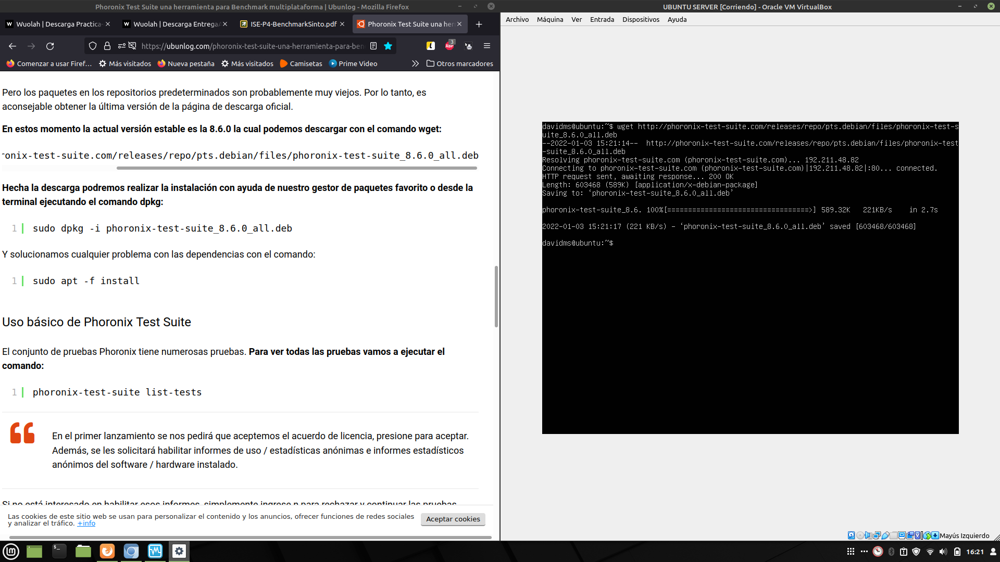 Phoronix Test Suite una herramienta para Benchmark multiplataforma | Ubunlog - Mozilla Firefox
Wuolah | Descarga Practica-
Wuolah | Descarga EntregaA
ISE-P4-BenchmarkSinto.pdf
Phoronix Test Suite una her
https://ubunlog.com/phoronix-test-suite-una-herramienta-para-ben
3
ABP
Comenzar a usar Firef…
Más visitados
Nueva pestaña
Más visitados
Camisetas
Prime Video
Otros marcadores
Pero los paquetes en los repositorios predeterminados son probablemente muy viejos. Por lo tanto, es
aconsejable obtener la última versión de la página de descarga oficial.
En estos momento la actual versión estable es la 8.6.0 la cual podemos descargar con el comando wget:
ronix-test-suite.com/releases/repo/pts.debian/files/phoronix-test-suite_8.6.0_all.deb
Hecha la descarga podremos realizar la instalación con ayuda de nuestro gestor de paquetes favorito o desde la
terminal ejecutando el comando dpkg:
1 sudo dpkg -i phoronix-test-suite_8.6.0_all.deb
Y solucionamos cualquier problema con las dependencias con el comando:
1 sudo apt -f install
Uso básico de Phoronix Test Suite
El conjunto de pruebas Phoronix tiene numerosas pruebas. Para ver todas las pruebas vamos a ejecutar el
comando:
1 phoronix-test-suite list-tests
En el primer lanzamiento se nos pedirá que aceptemos el acuerdo de licencia, presione para aceptar.
Además, se les solicitará habilitar informes de uso / estadísticas anónimas e informes estadísticos
anónimos del software / hardware instalado.
Si no está interesado en habilitar esos informes, simplemente ingrese n para rechazar y continuar las pruebas
Las cookies de este sitio web se usan para personalizar el contenido y los anuncios, ofrecer funciones de redes sociales
y analizar el tráfico. +info
Aceptar cookies
UBUNTU SERVER [Corriendo] - Oracle VM VirtualBox
Archivo Máquina Ver Entrada Dispositivos Ayuda
davidms@ubuntu:~$ wget http://phoronix-test-suite.com/releases/repo/pts.debian/files/phoronix-test-s
uite_8.6.0_all.deb
--2022-01-03 15:21:14--  http://phoronix-test-suite.com/releases/repo/pts.debian/files/phoronix-test
-suite_8.6.0_all.deb
Resolving phoronix-test-suite.com (phoronix-test-suite.com)... 192.211.48.82
Connecting to phoronix-test-suite.com (phoronix-test-suite.com)|192.211.48.82|:80... connected.
HTTP request sent, awaiting response... 200 OK
Length: 603468 (589K) [application/x-debian-package]
Saving to: ‘phoronix-test-suite_8.6.0_all.deb’
phoronix-test-suite_8.6. 100%[==================================>] 589.32K   221KB/s    in 2.7s
2022-01-03 15:21:17 (221 KB/s) - ‘phoronix-test-suite_8.6.0_all.deb’ saved [603468/603468]
davidms@ubuntu:~$
Mayús Izquierdo
16:21